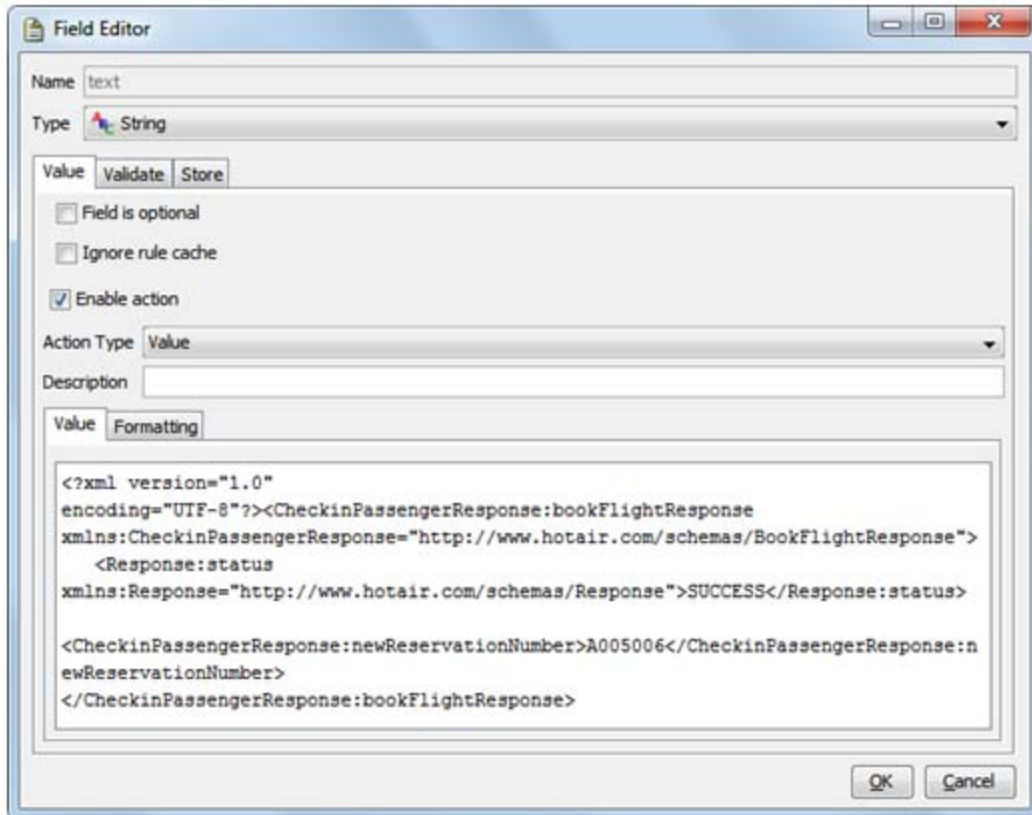 Field Editor
Name text
Type String
Value Validate Store
Field is optional
Ignore rule cache
Enable action
Action Type Value
Description
Value Formatting
<?xml version="1.0"
encoding="UTF-8"?><CheckinPassengerResponse:bookFlightResponse
xmlns:CheckinPassengerResponse="http://www.hotair.com/schemas/BookFlightResponse">
<Response:status
xmlns:Response="http://www.hotair.com/schemas/Response">SUCCESS</Response:status>
<CheckinPassengerResponse:newReservationNumber>A005006</CheckinPassengerResponse:n
ewReservationNumber>
</CheckinPassengerResponse:bookFlightResponse>
OK Cancel